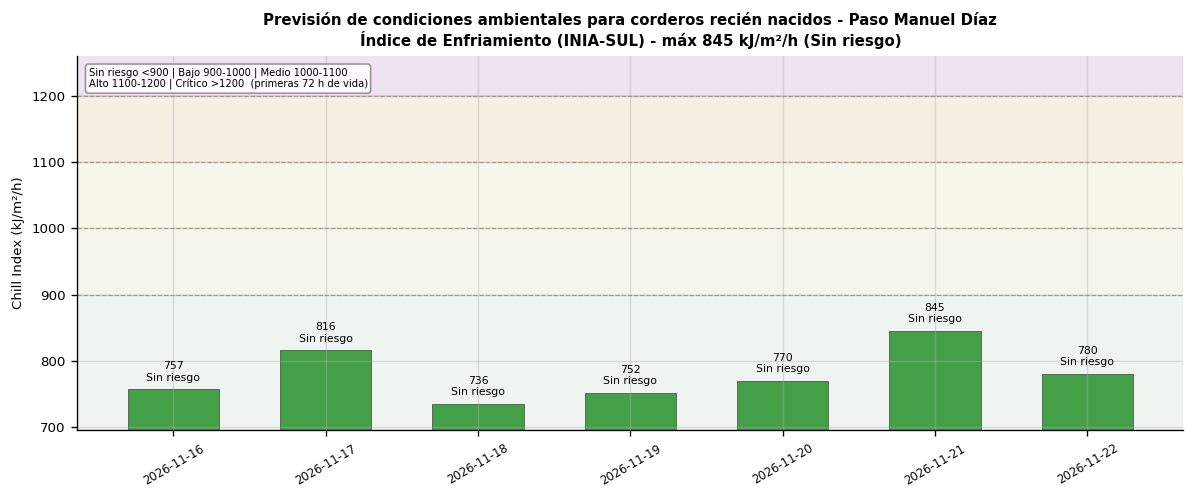 Previsión de condiciones ambientales para corderos recién nacidos - Paso Manuel Díaz
Índice de Enfriamiento (INIA-SUL) - máx 845 kJ/m²/h (Sin riesgo)
Sin riesgo <900 | Bajo 900-1000 | Medio 1000-1100
Alto 1100-1200 | Crítico >1200  (primeras 72 h de vida)
Chill Index (kJ/m²/h)
1200
1100
1000
900
800
700
757
Sin riesgo
816
Sin riesgo
736
Sin riesgo
752
Sin riesgo
770
Sin riesgo
845
Sin riesgo
780
Sin riesgo
2026-11-16
2026-11-17
2026-11-18
2026-11-19
2026-11-20
2026-11-21
2026-11-22